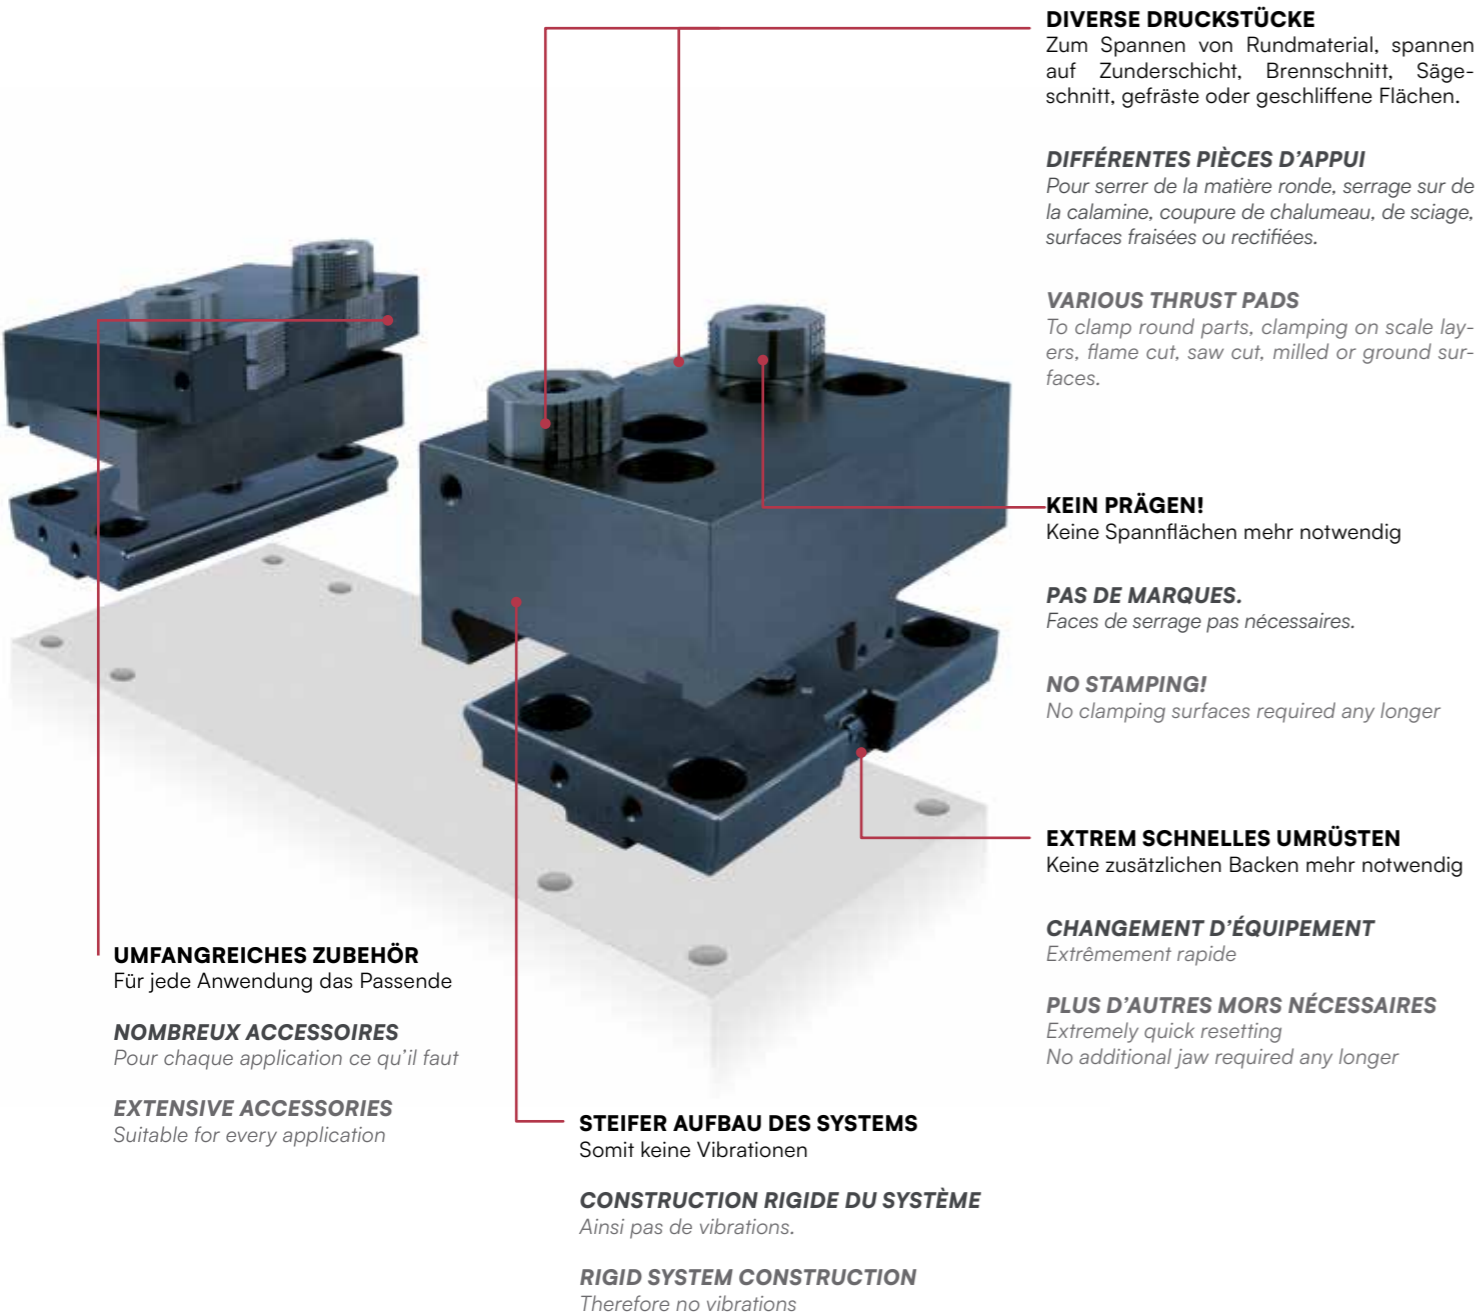 DIVERSE DRUCKSTÜCKE
Zum Spannen von Rundmaterial, spannen
auf Zunderschicht, Brennschnitt, Säge-
schnitt, gefräste oder geschliffene Flächen.
DIFFÉRENTES PIÈCES D’APPUI
Pour serrer de la matière ronde, serrage sur de
la calamine, coupure de chalumeau, de sciage,
surfaces fraisées ou rectifiées.
VARIOUS THRUST PADS
To clamp round parts, clamping on scale lay-
ers, flame cut, saw cut, milled or ground sur-
faces.
KEIN PRÄGEN!
Keine Spannflächen mehr notwendig
PAS DE MARQUES.
Faces de serrage pas nécessaires.
NO STAMPING!
No clamping surfaces required any longer
EXTREM SCHNELLES UMRÜSTEN
Keine zusätzlichen Backen mehr notwendig
CHANGEMENT D’ÉQUIPEMENT
Extrêmement rapide
PLUS D’AUTRES MORS NÉCESSAIRES
Extremely quick resetting
No additional jaw required any longer
UMFANGREICHES ZUBEHÖR
Für jede Anwendung das Passende
NOMBREUX ACCESSOIRES
Pour chaque application ce qu’il faut
EXTENSIVE ACCESSORIES
Suitable for every application
STEIFER AUFBAU DES SYSTEMS
Somit keine Vibrationen
CONSTRUCTION RIGIDE DU SYSTÈME
Ainsi pas de vibrations.
RIGID SYSTEM CONSTRUCTION
Therefore no vibrations